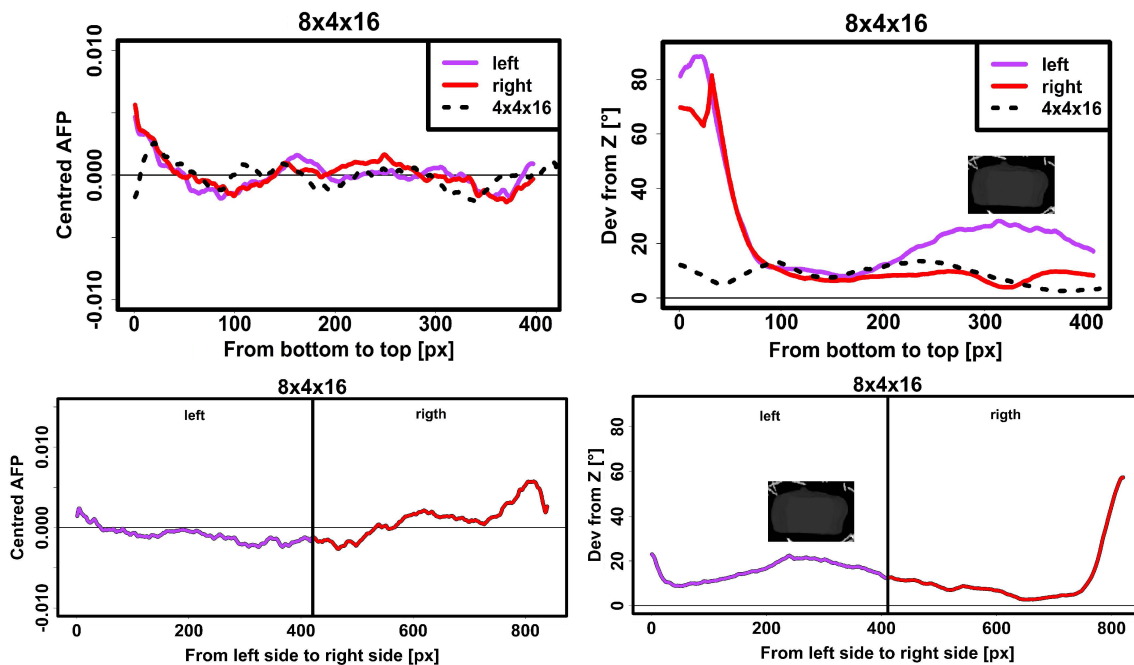 8x4x16
Centred AFP
0.010
0.000
-0.010
left
right
4x4x16
0 100 200 300 400
From bottom to top [px]
8x4x16
Dev from Z [°]
80
60
40
20
0
left
right
4x4x16
0 100 200 300 400
From bottom to top [px]
8x4x16
Centred AFP
0.010
0.000
-0.010
left rigth
0 200 400 600 800
From left side to right side [px]
8x4x16
Dev from Z [°]
80
60
40
20
0
left rigth
0 200 400 600 800
From left side to right side [px]